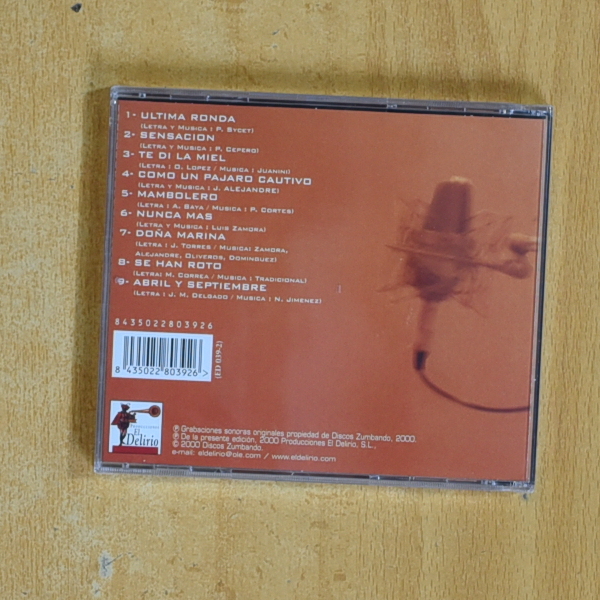 1- ULTIMA RONDA
(LETRA Y MUSICA : P. BYCET)
2- SENSACION
(LETRA Y MUSICA : P. CEPERO)
3- TE DI LA MIEL
(LETRA : O. LOPEZ / MUSICA : JUANINI)
4- COMO UN PAJARO CAUTIVO
(LETRA Y MUSICA : J. ALEJANDRE)
5- MAMBOLERO
(LETRA : A. BAYA / MUSICA : P. CORTES)
6- NUNCA MAS
(LETRA Y MUSICA : LUIS ZAMORA)
7- DOÑA MARINA
(LETRA : J. TORRES / MUSICA: ZAMORA,
ALEJANDRE, OLIVEROS, DOMINGUEZ)
8- SE HAN ROTO
(LETRA: M. CORREA / MUSICA : TRADICIONAL)
9- ABRIL Y SEPTIEMBRE
(LETRA : J. M. DELGADO / MUSICA : N. JIMENEZ)
8435022803926
8 435022 803926 >
(ED 039-2)
El
Delirio
℗ Grabaciones sonoras originales propiedad de Discos Zumbando, 2000.
℗ De la presente edición, 2000 Producciones El Delirio, S.L.,
© 2000 Discos Zumbando.
e-mail: eldelirio@ole.com / www.eldelirio.com